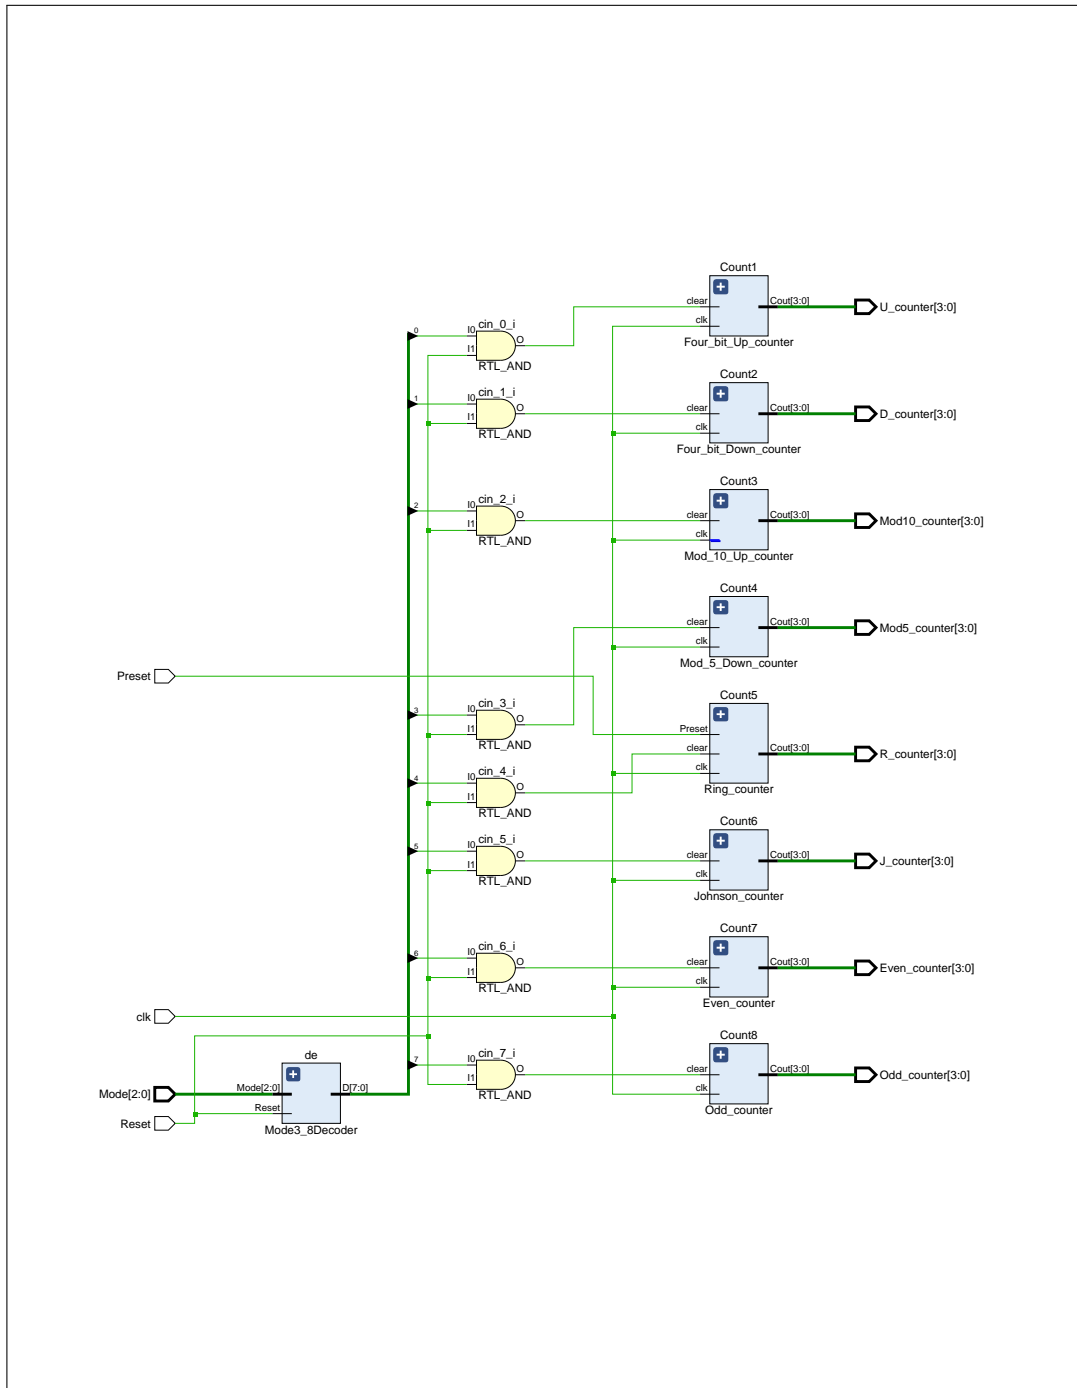 Count1
clear
clk
Cout[3:0]
U_counter[3:0]
Four_bit_Up_counter
0
cin_0_i
I0
I1
O
RTL_AND
Count2
clear
clk
Cout[3:0]
D_counter[3:0]
Four_bit_Down_counter
1
cin_1_i
I0
I1
O
RTL_AND
Count3
clear
clk
Cout[3:0]
Mod10_counter[3:0]
Mod_10_Up_counter
2
cin_2_i
I0
I1
O
RTL_AND
Count4
clear
clk
Cout[3:0]
Mod5_counter[3:0]
Mod_5_Down_counter
Preset
3
cin_3_i
I0
I1
O
RTL_AND
Count5
Preset
clear
clk
Cout[3:0]
R_counter[3:0]
Ring_counter
4
cin_4_i
I0
I1
O
RTL_AND
Count6
clear
clk
Cout[3:0]
J_counter[3:0]
Johnson_counter
5
cin_5_i
I0
I1
O
RTL_AND
Count7
clear
clk
Cout[3:0]
Even_counter[3:0]
Even_counter
6
cin_6_i
I0
I1
O
RTL_AND
clk
Count8
clear
clk
Cout[3:0]
Odd_counter[3:0]
Odd_counter
7
cin_7_i
I0
I1
O
RTL_AND
de
Mode[2:0]
Mode[2:0]
D[7:0]
Reset
Reset
Mode3_8Decoder